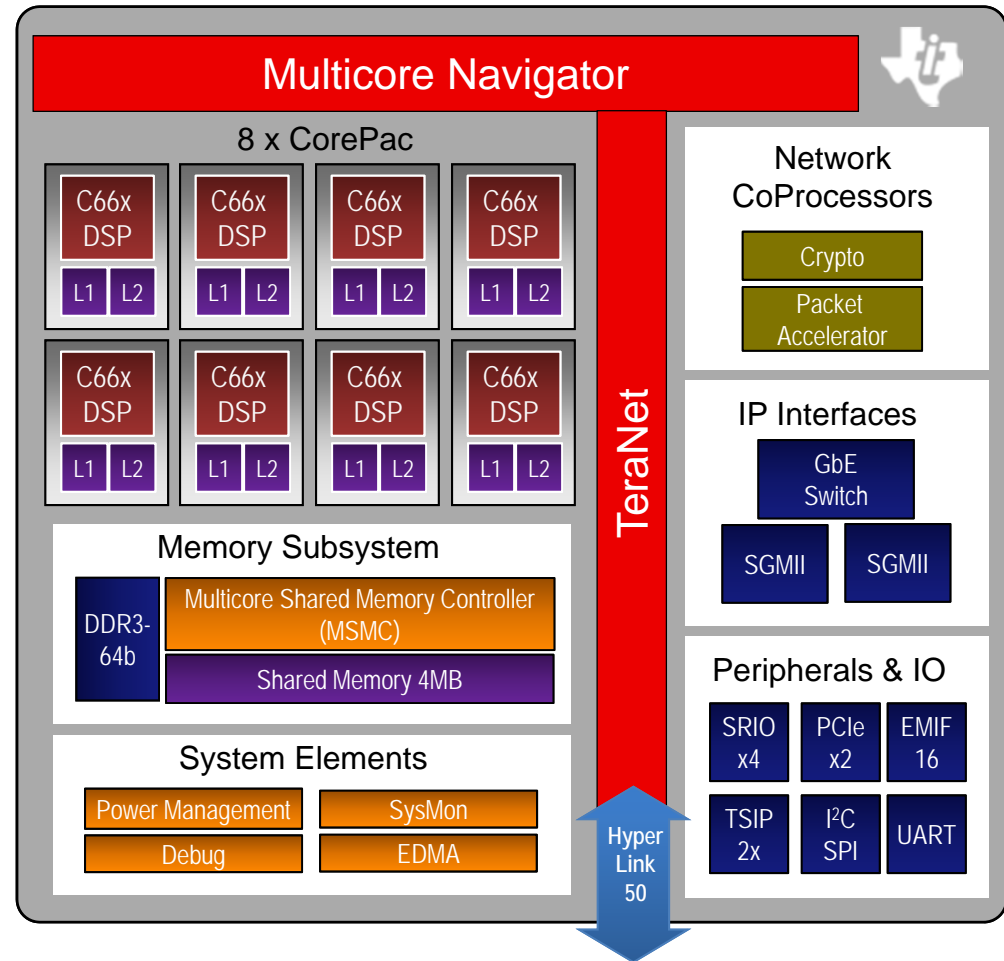 Multicore Navigator
ti
8 x CorePac
C66x
DSP
L1 L2
C66x
DSP
L1 L2
C66x
DSP
L1 L2
C66x
DSP
L1 L2
C66x
DSP
L1 L2
C66x
DSP
L1 L2
C66x
DSP
L1 L2
C66x
DSP
L1 L2
Memory Subsystem
DDR3-
64b
Multicore Shared Memory Controller
(MSMC)
Shared Memory 4MB
System Elements
Power Management
SysMon
Debug
EDMA
TeraNet
Hyper
Link
50
Network
CoProcessors
Crypto
Packet
Accelerator
IP Interfaces
GbE
Switch
SGMII
SGMII
Peripherals & IO
SRIO
x4
PCIe
x2
EMIF
16
TSIP
2x
I²C
SPI
UART